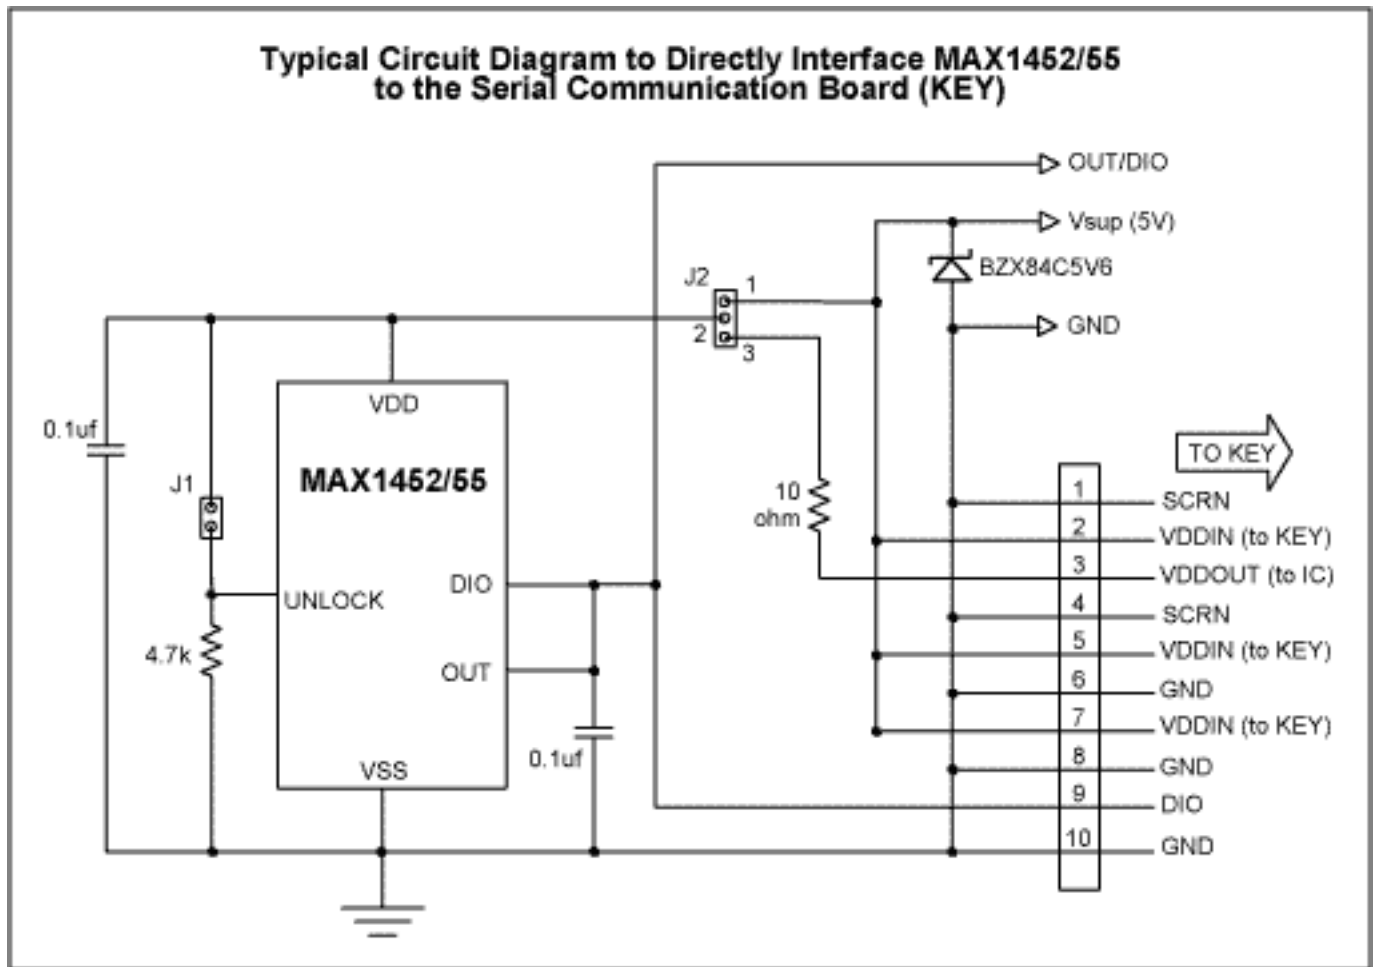 Typical Circuit Diagram to Directly Interface MAX1452/55
to the Serial Communication Board (KEY)
OUT/DIO
Vsup (5V)
BZX84C5V6
J2
1
2
3
GND
VDD
0.1uf
MAX1452/55
J1
10
ohm
TO KEY
1
SCRN
2
VDDIN (to KEY)
3
VDDOUT (to IC)
DIO
UNLOCK
4
SCRN
5
VDDIN (to KEY)
4.7k
OUT
6
GND
7
VDDIN (to KEY)
0.1uf
VSS
8
GND
9
DIO
10
GND